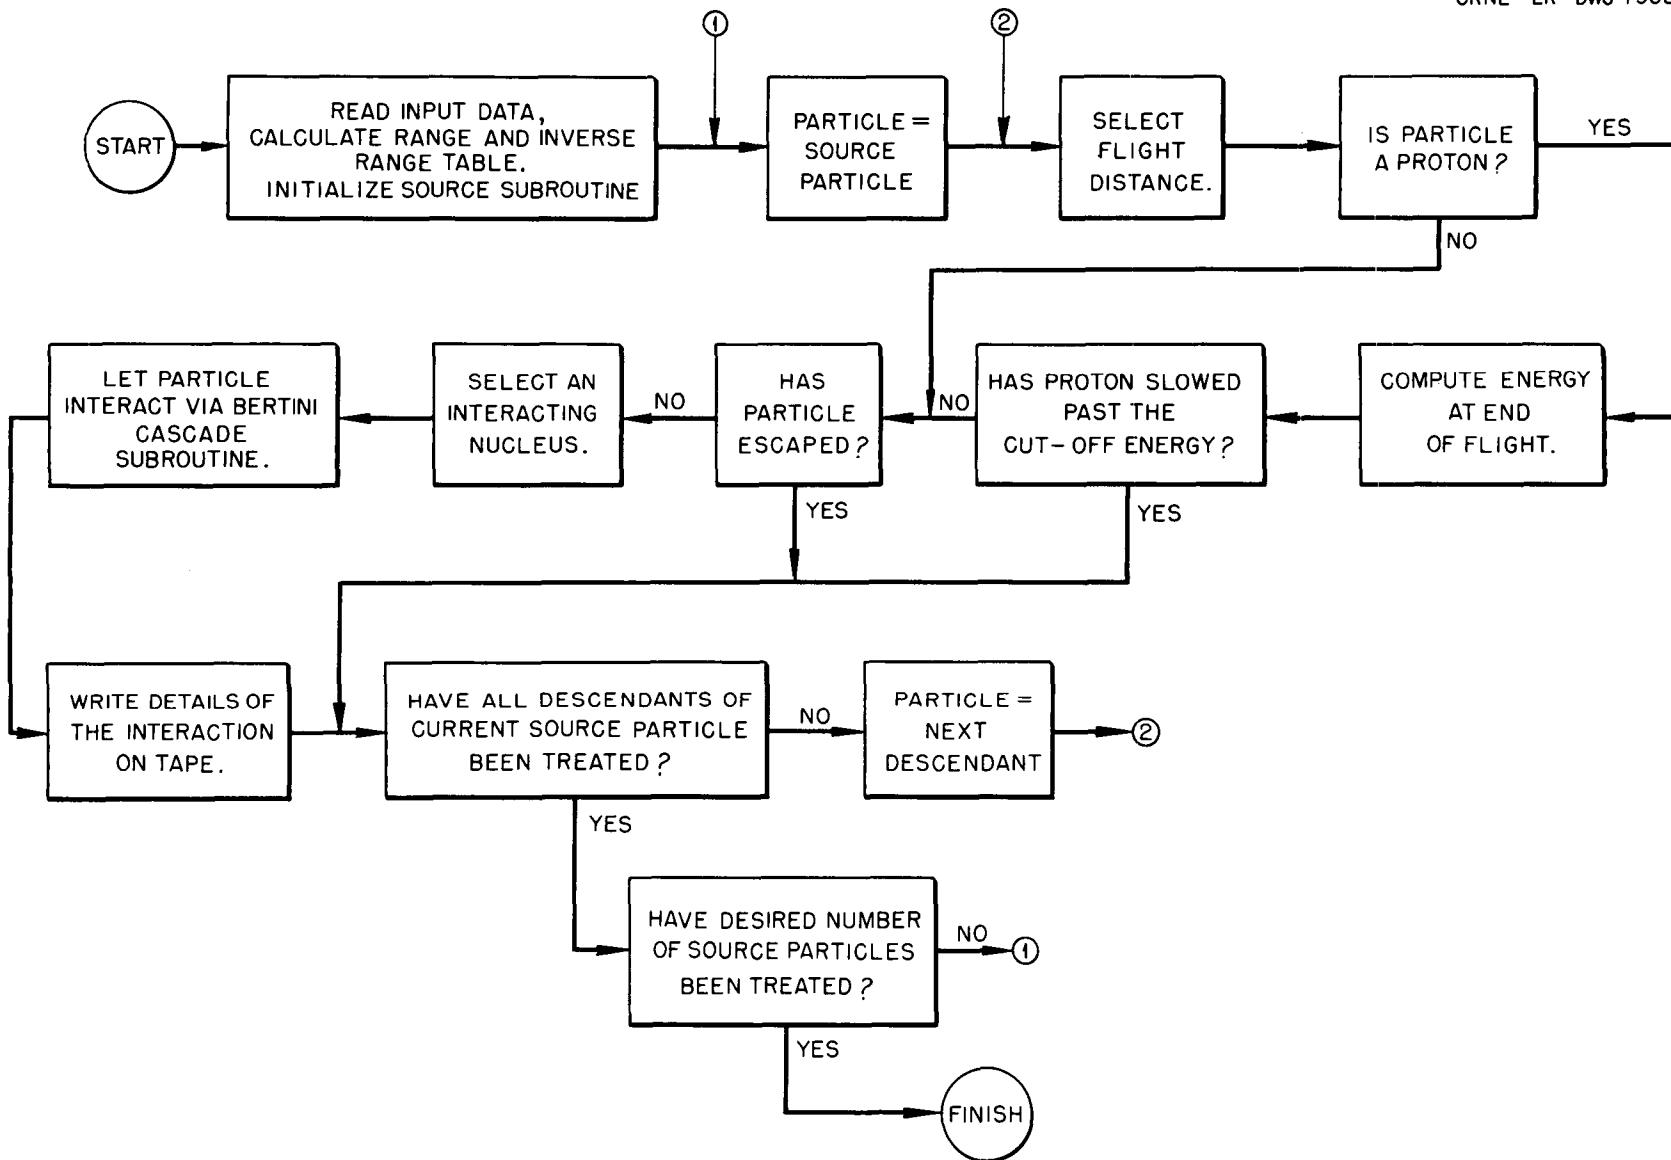 ①
②
START
READ INPUT DATA,
CALCULATE RANGE AND INVERSE
RANGE TABLE.
INITIALIZE SOURCE SUBROUTINE
PARTICLE =
SOURCE
PARTICLE
SELECT
FLIGHT
DISTANCE.
IS PARTICLE
A PROTON?
YES
NO
LET PARTICLE
INTERACT VIA BERTINI
CASCADE
SUBROUTINE.
SELECT AN
INTERACTING
NUCLEUS.
NO
HAS
PARTICLE
ESCAPED?
NO
HAS PROTON SLOWED
PAST THE
CUT-OFF ENERGY?
COMPUTE ENERGY
AT END
OF FLIGHT.
YES
YES
WRITE DETAILS OF
THE INTERACTION
ON TAPE.
HAVE ALL DESCENDANTS OF
CURRENT SOURCE PARTICLE
BEEN TREATED?
NO
PARTICLE =
NEXT
DESCENDANT
②
YES
HAVE DESIRED NUMBER
OF SOURCE PARTICLES
BEEN TREATED?
NO
①
YES
FINISH